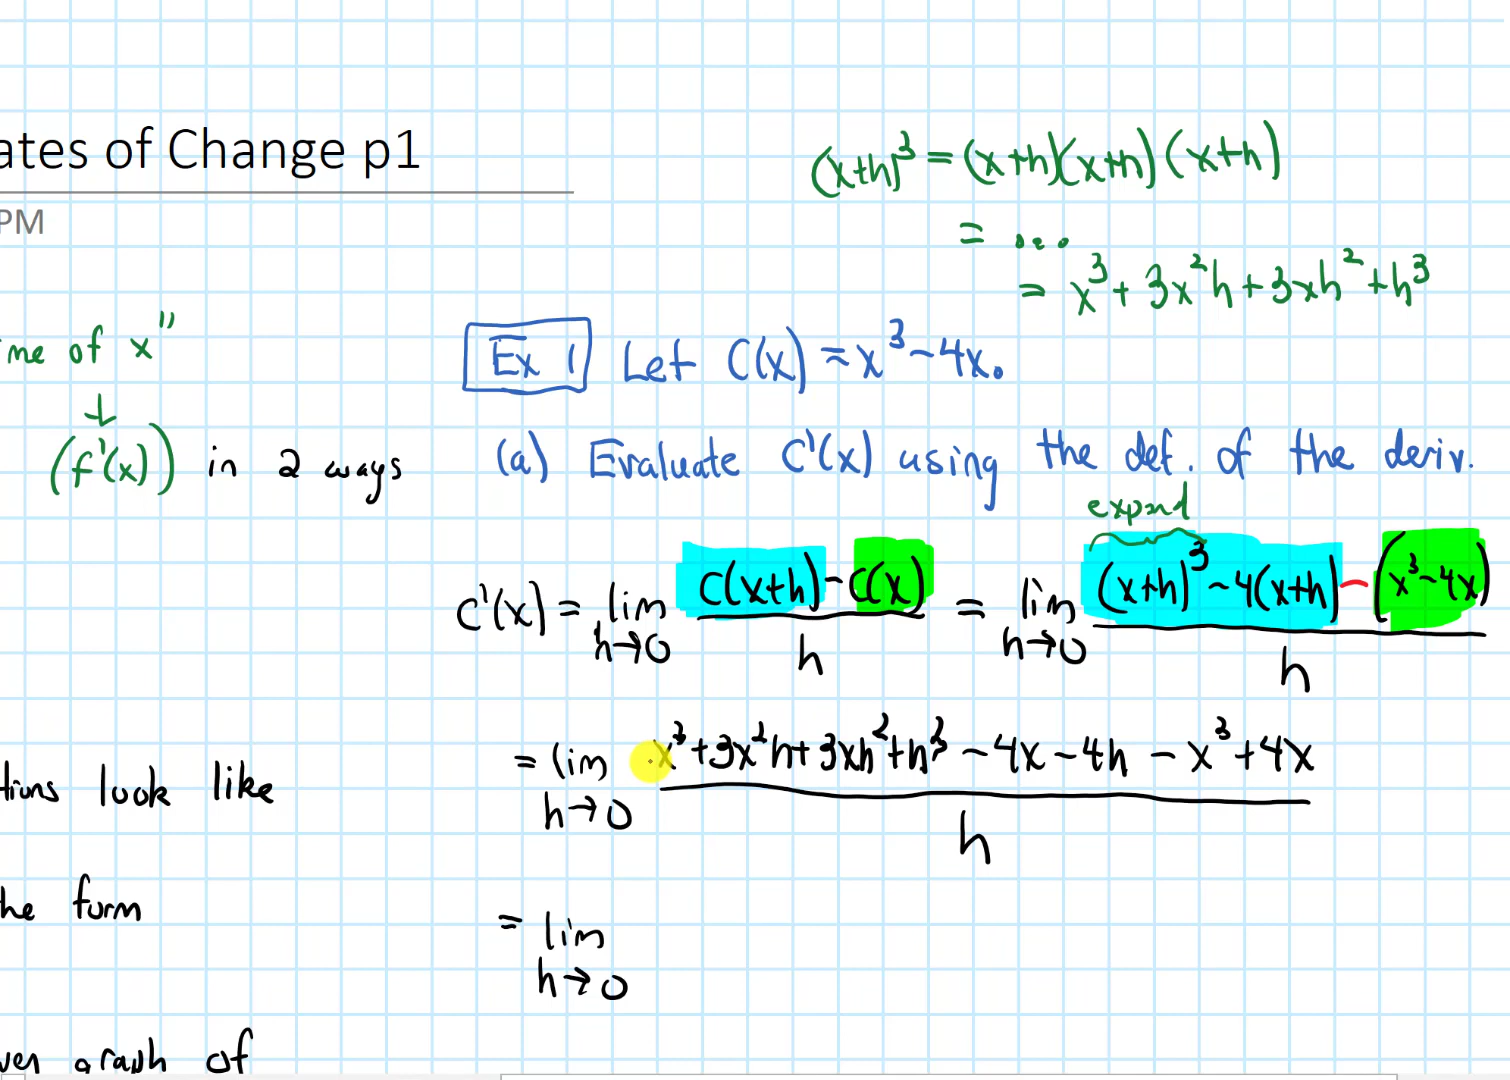 ates of Change p1
PM
(x+h)³ = (x+h)(x+h)(x+h)
= ...
= x³ + 3x²h + 3xh² + h³
me of x"
↓
(f'(x)) in 2 ways
Ex 1 Let C(x) = x³ - 4x.
(a) Evaluate C'(x) using the def. of the deriv.
expand
C'(x) = lim h→0 C(x+h) - C(x) / h = lim h→0 (x+h)³ - 4(x+h) - (x³ - 4x) / h
= lim h→0 x³ + 3x²h + 3xh² + h³ - 4x - 4h - x³ + 4x / h
tions look like
he form
= lim h→0
ven graph of